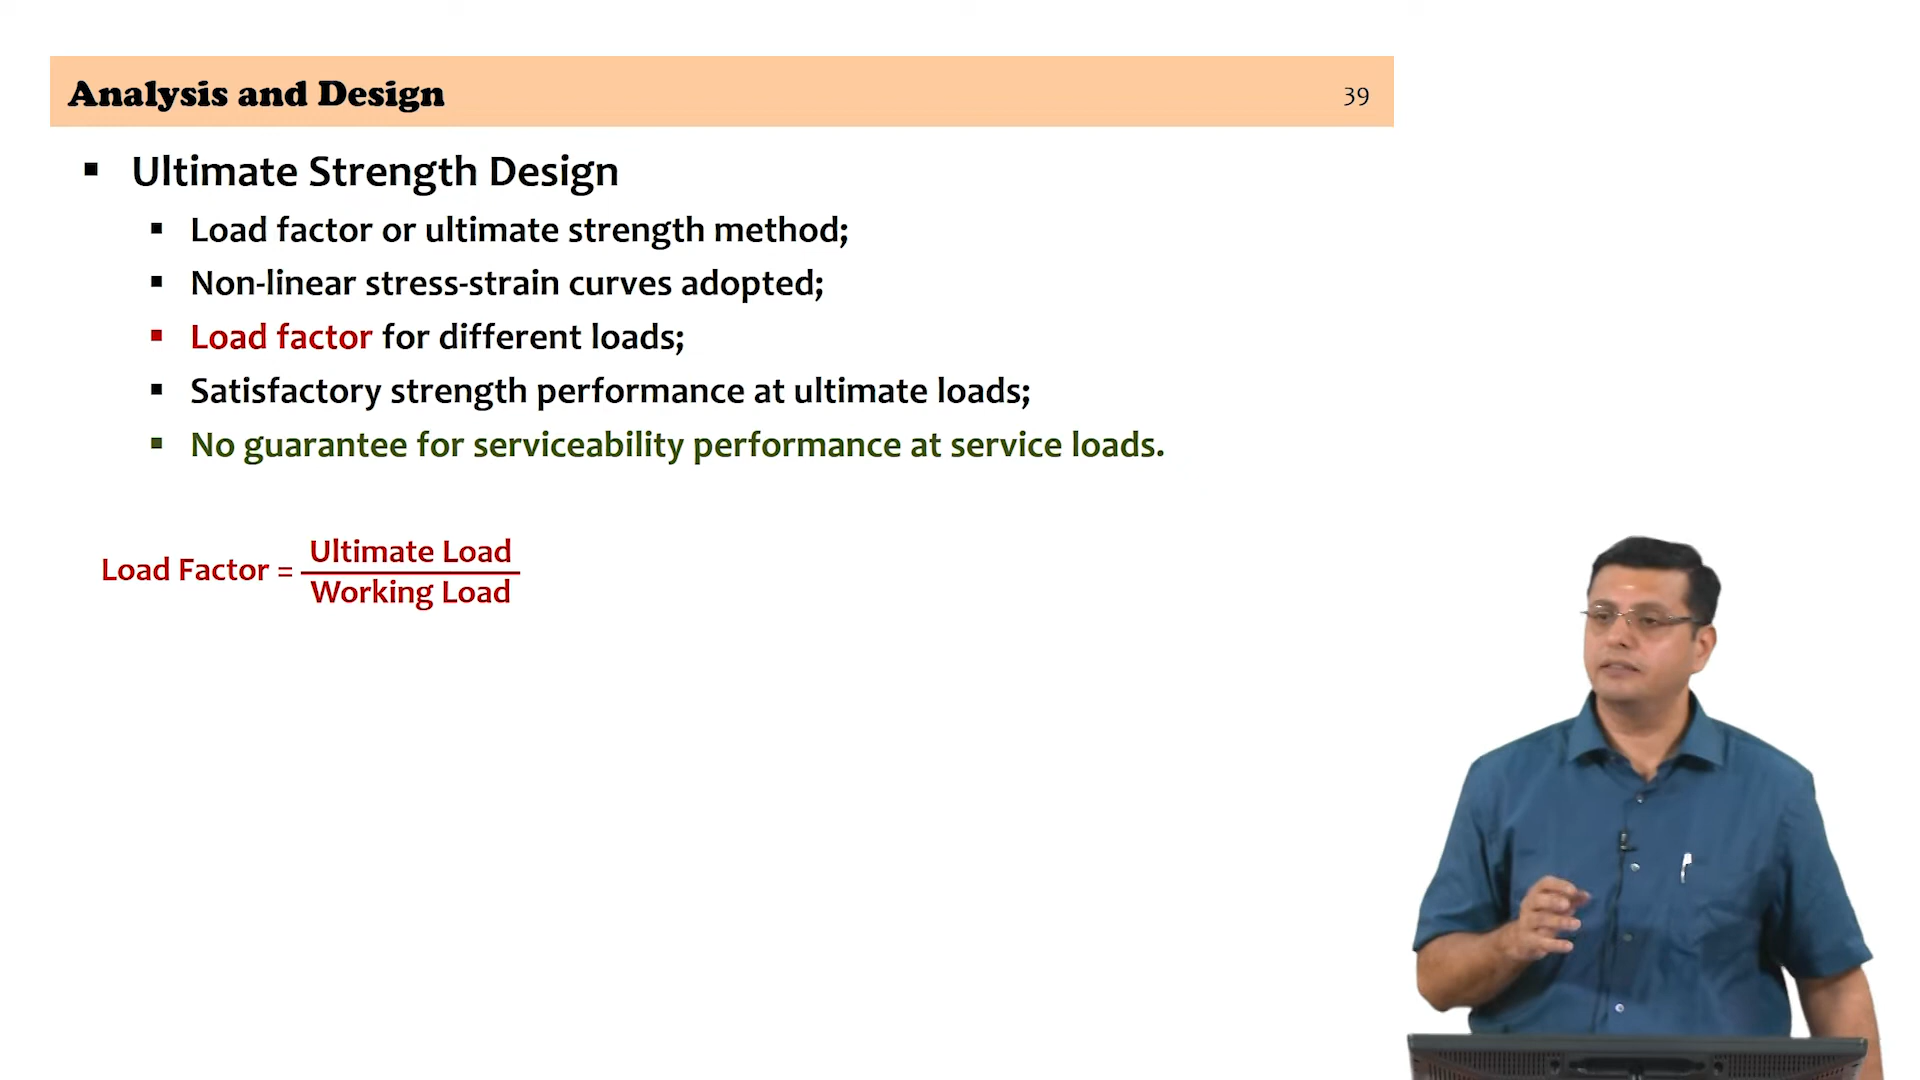 Analysis and Design
39
▪ Ultimate Strength Design
▪ Load factor or ultimate strength method;
▪ Non-linear stress-strain curves adopted;
▪ Load factor for different loads;
▪ Satisfactory strength performance at ultimate loads;
▪ No guarantee for serviceability performance at service loads.
Load Factor = Ultimate Load
Working Load